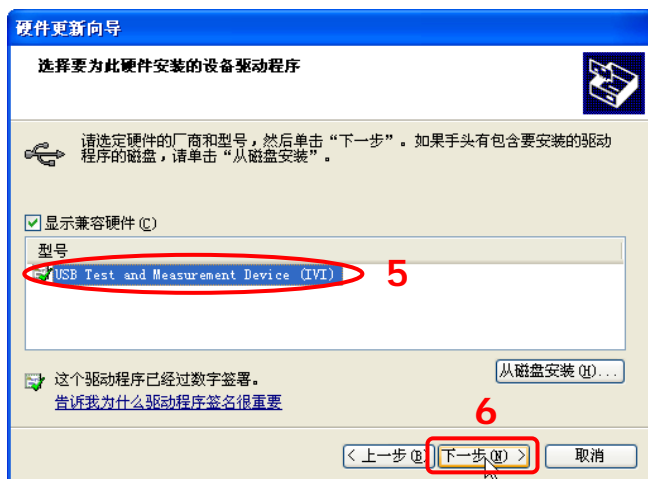 硬件更新向导
选择要为此硬件安装的设备驱动程序
请选定硬件的厂商和型号，然后单击“下一步”。如果手头有包含要安装的驱动
程序的磁盘，请单击“从磁盘安装”。
显示兼容硬件(C)
型号
USB Test and Measurement Device (IVI)
5
这个驱动程序已经过数字签署。
从磁盘安装(H)...
告诉我为什么驱动程序签名很重要
6
< 上一步(B)
下一步(N) >
取消